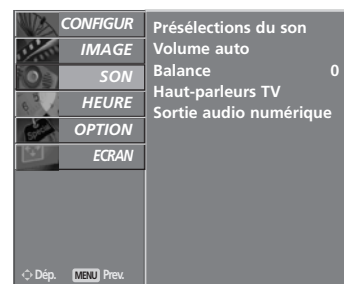 CONFIGUR
IMAGE
SON
HEURE
OPTION
ECRAN
Présélections du son
Volume auto
Balance 0
Haut-parleurs TV
Sortie audio numérique
Dép. MENU Prev.